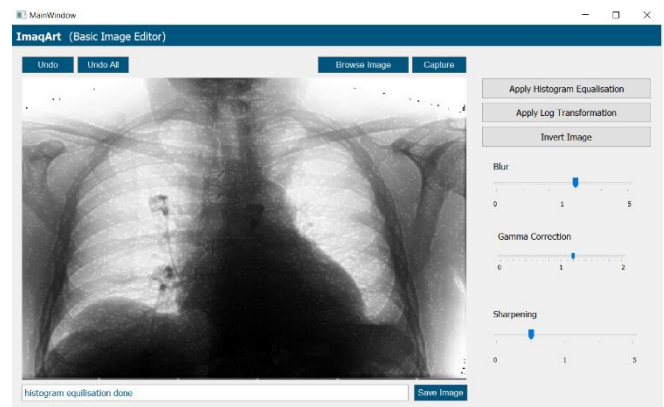 MainWindow
ImaqArt (Basic Image Editor)
Undo Undo All Browse Image Capture
Apply Histogram Equalisation
Apply Log Transformation
Invert Image
Blur
0 1 5
Gamma Correction
0 1 2
Sharpening
0 1 5
histogram equilisation done Save Image